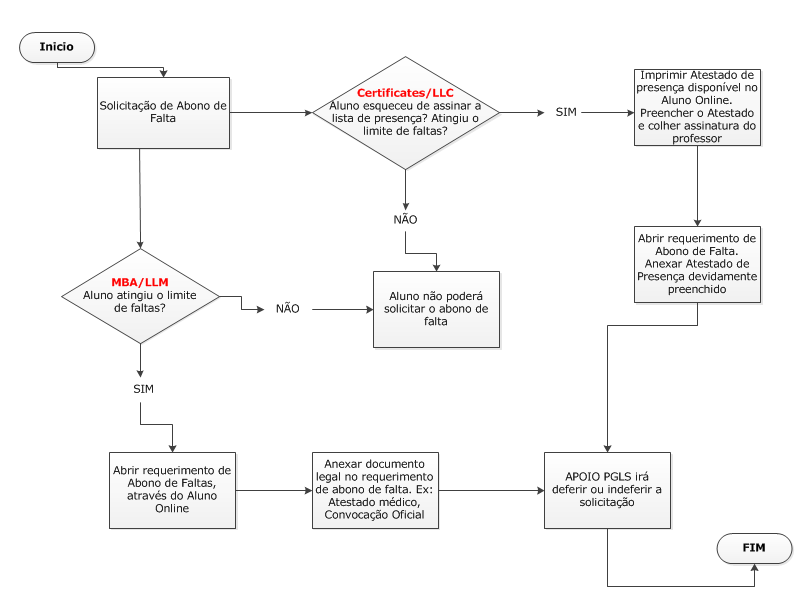 Inicio
Solicitação de Abono de
Falta
Certificates/LLC
Aluno esqueceu de assinar a
lista de presença? Atingiu o
limite de faltas?
SIM
Imprimir Atestado de
presença disponível no
Aluno Online.
Preencher o Atestado
e colher assinatura do
professor
NÃO
Abrir requerimento de
Abono de Falta.
Anexar Atestado de
Presença devidamente
preenchido
MBA/LLM
Aluno atingiu o limite
de faltas?
NÃO
Aluno não poderá
solicitar o abono de
falta
SIM
Abrir requerimento de
Abono de Faltas,
através do Aluno
Online
Anexar documento
legal no requerimento
de abono de falta. Ex:
Atestado médico,
Convocação Oficial
APOIO PGLS irá
deferir ou indeferir a
solicitação
FIM